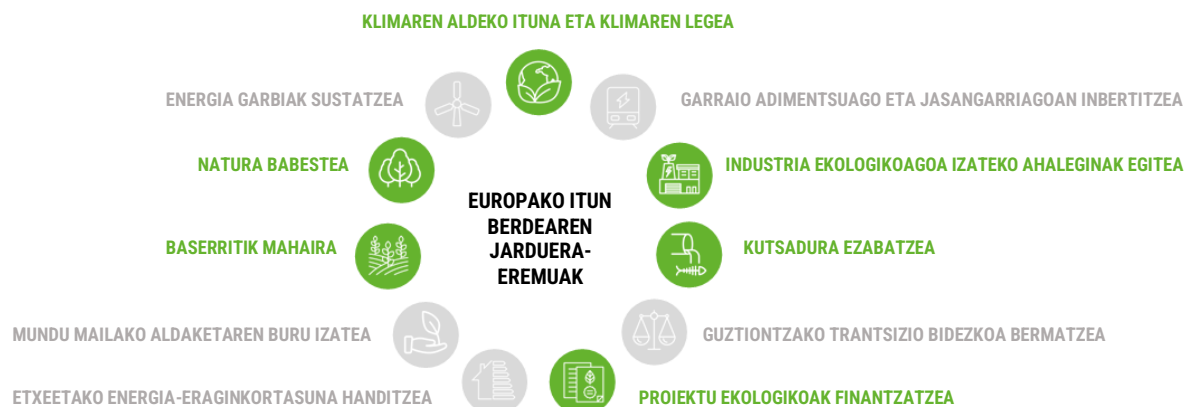 KLIMAREN ALDEKO ITUNA ETA KLIMAREN LEGEA
ENERGIA GARBIAK SUSTATZEA
GARRAIO ADIMENTSUAGO ETA JASANGARRIAGOAN INBERTITZEA
NATURA BABESTEA
INDUSTRIA EKOLOGIKOAGOA IZATEKO AHALEGINAK EGITEA
EUROPAKO ITUN
BERDEAREN
JARDUERA-
EREMUAK
BASERRITIK MAHAIRA
KUTSADURA EZABATZEA
MUNDU MAILAKO ALDAKETAREN BURU IZATEA
GUZTIONTZAKO TRANTSIZIO BIDEZKOA BERMATZEA
ETXEETAKO ENERGIA-ERAGINKORTASUNA HANDITZEA
PROIEKTU EKOLOGIKOAK FINANTZATZEA